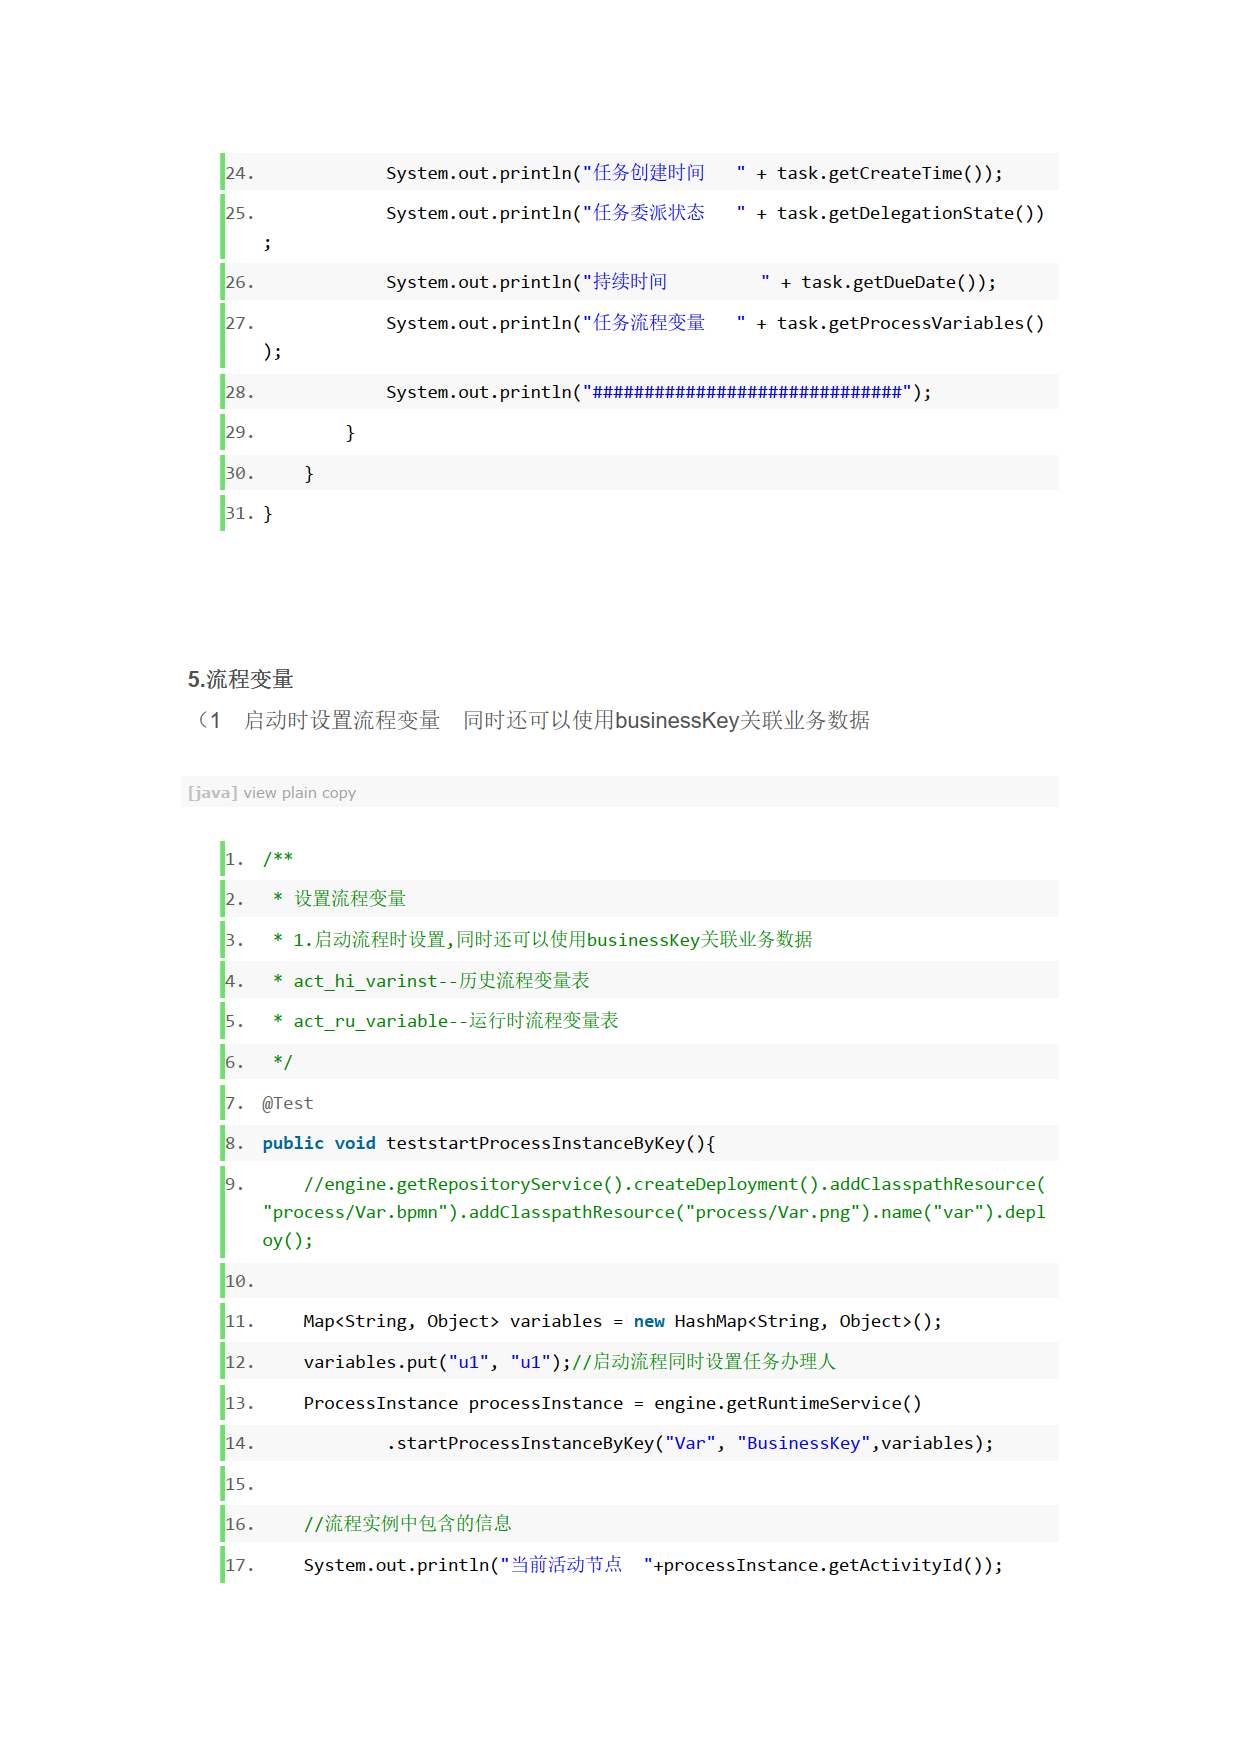 24.             System.out.println("任务创建时间   " + task.getCreateTime());
25.             System.out.println("任务委派状态   " + task.getDelegationState())
;
26.             System.out.println("持续时间         " + task.getDueDate());
27.             System.out.println("任务流程变量   " + task.getProcessVariables()
);
28.             System.out.println("##############################");
29.         }
30.     }
31. }
5.流程变量
（1　启动时设置流程变量　同时还可以使用businessKey关联业务数据
[java] view plain copy
1. /**
2.  * 设置流程变量
3.  * 1.启动流程时设置,同时还可以使用businessKey关联业务数据
4.  * act_hi_varinst--历史流程变量表
5.  * act_ru_variable--运行时流程变量表
6.  */
7. @Test
8. public void teststartProcessInstanceByKey(){
9.     //engine.getRepositoryService().createDeployment().addClasspathResource(
"process/Var.bpmn").addClasspathResource("process/Var.png").name("var").depl
oy();
10.
11.     Map<String, Object> variables = new HashMap<String, Object>();
12.     variables.put("u1", "u1");//启动流程同时设置任务办理人
13.     ProcessInstance processInstance = engine.getRuntimeService()
14.             .startProcessInstanceByKey("Var", "BusinessKey",variables);
15.
16.     //流程实例中包含的信息
17.     System.out.println("当前活动节点  "+processInstance.getActivityId());